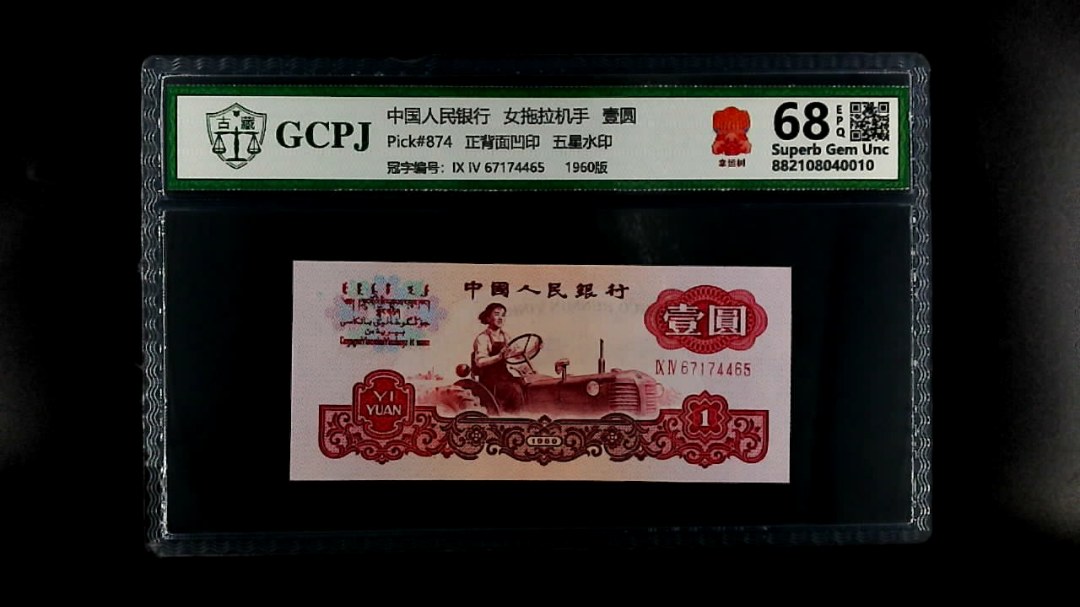 古 藏
GCPJ
中国人民银行 女拖拉机手 壹圆
Pick#874 正背面凹印 五星水印
冠字编号: IX IV 67174465 1960版
68 EPQ
Superb Gem Unc
882108040010
中國人民銀行
壹圓
IX IV 67174465
YI
YUAN
1
1960